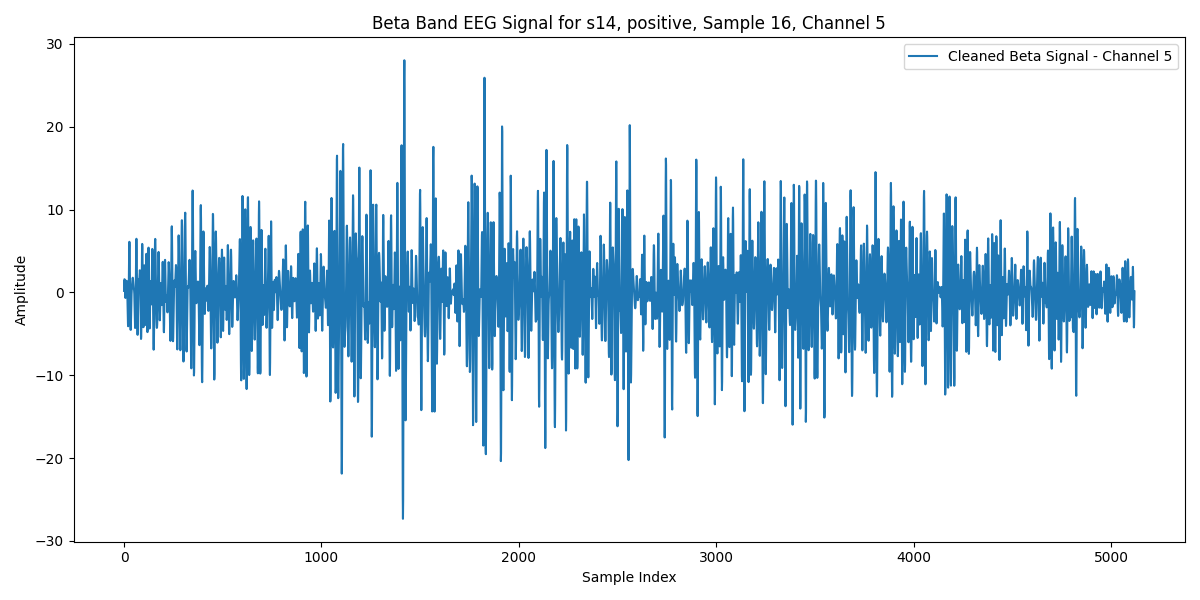 Beta Band EEG Signal for s14, positive, Sample 16, Channel 5
Cleaned Beta Signal - Channel 5
30
20
10
0
−10
−20
−30
Amplitude
0 1000 2000 3000 4000 5000
Sample Index